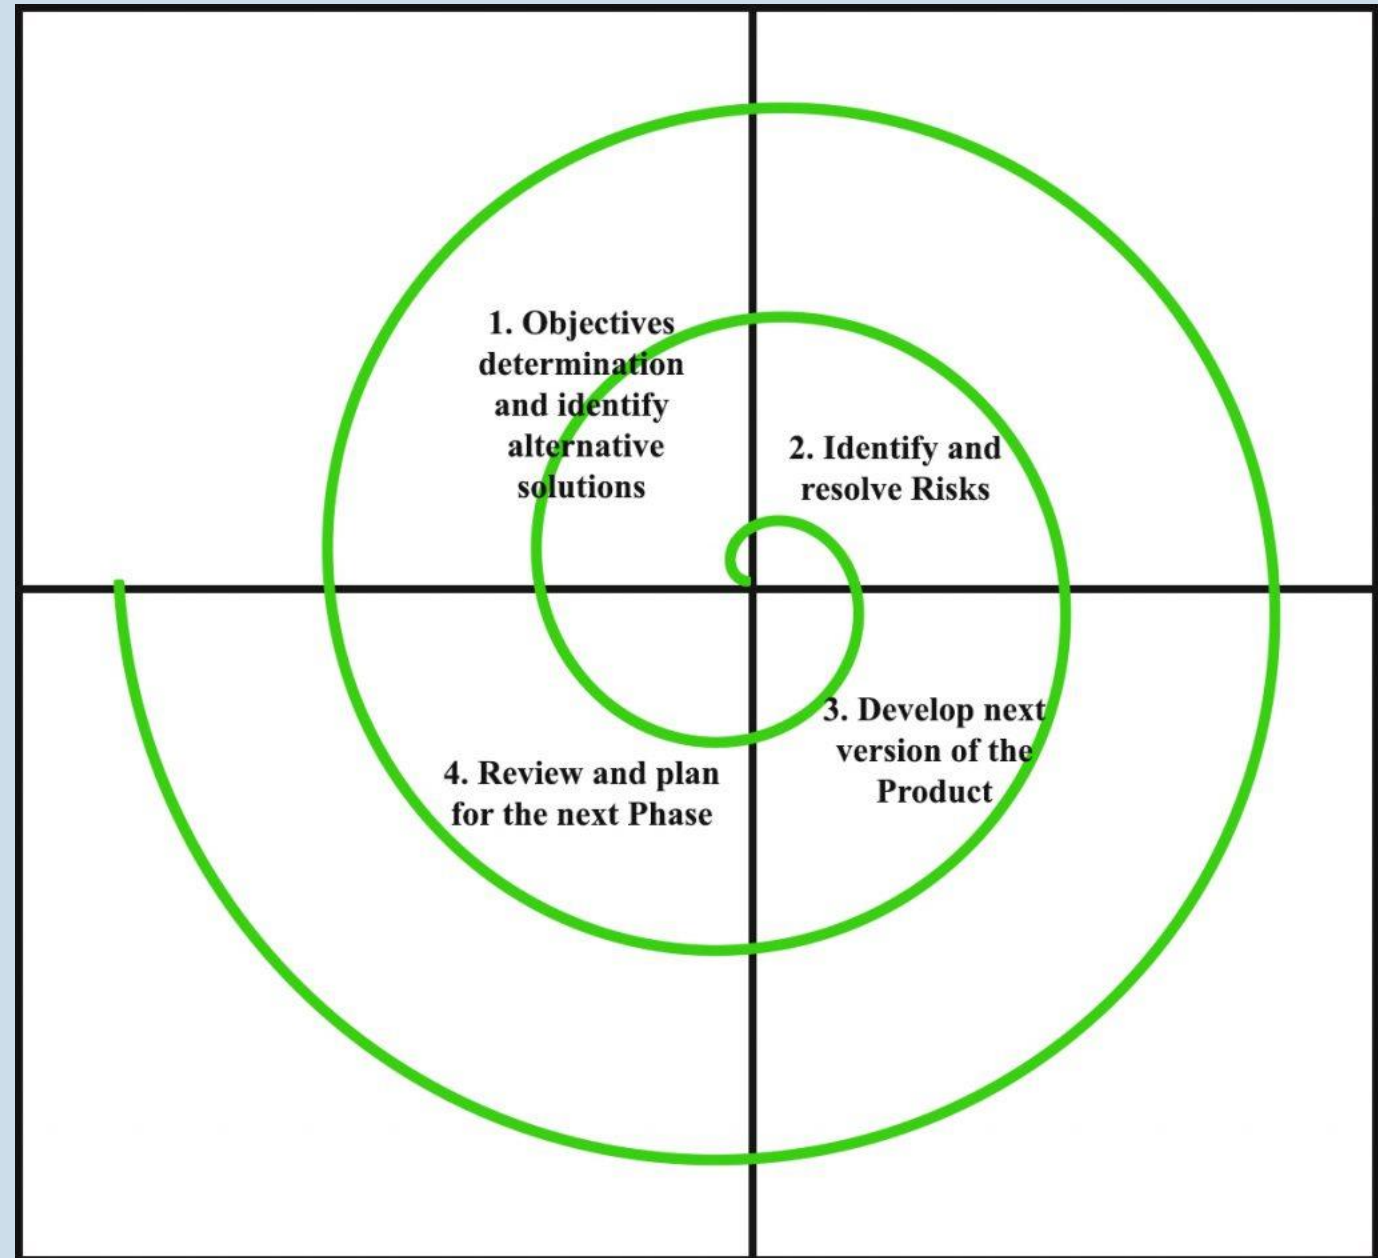 1. Objectives
determination
and identify
alternative
solutions
2. Identify and
resolve Risks
3. Develop next
version of the
Product
4. Review and plan
for the next Phase